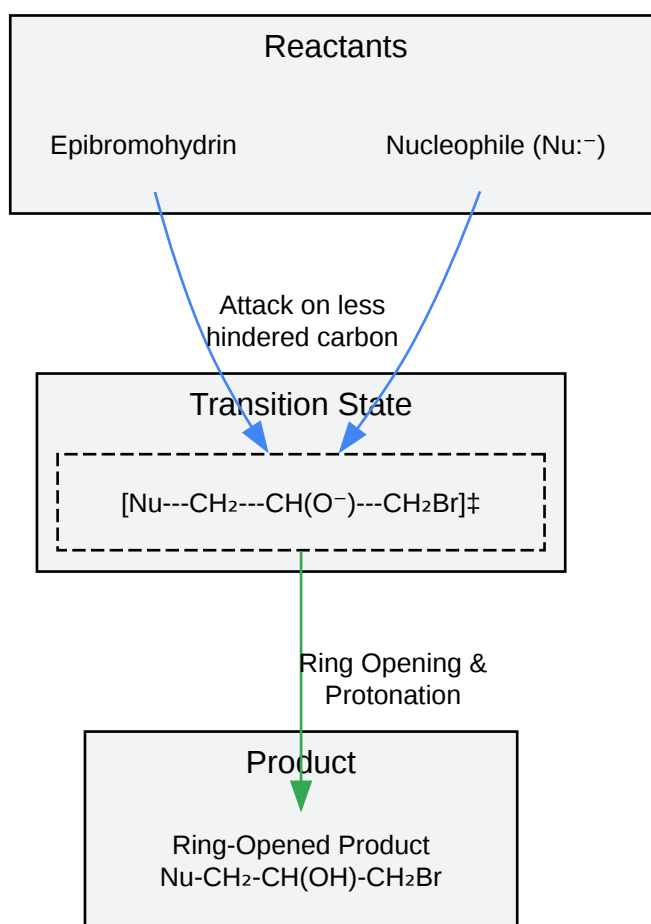 Reactants
Epibromohydrin
Nucleophile (Nu:⁻)
Attack on less
hindered carbon
Transition State
[Nu---CH₂---CH(O⁻)---CH₂Br]‡
Ring Opening &
Protonation
Product
Ring-Opened Product
Nu-CH₂-CH(OH)-CH₂Br